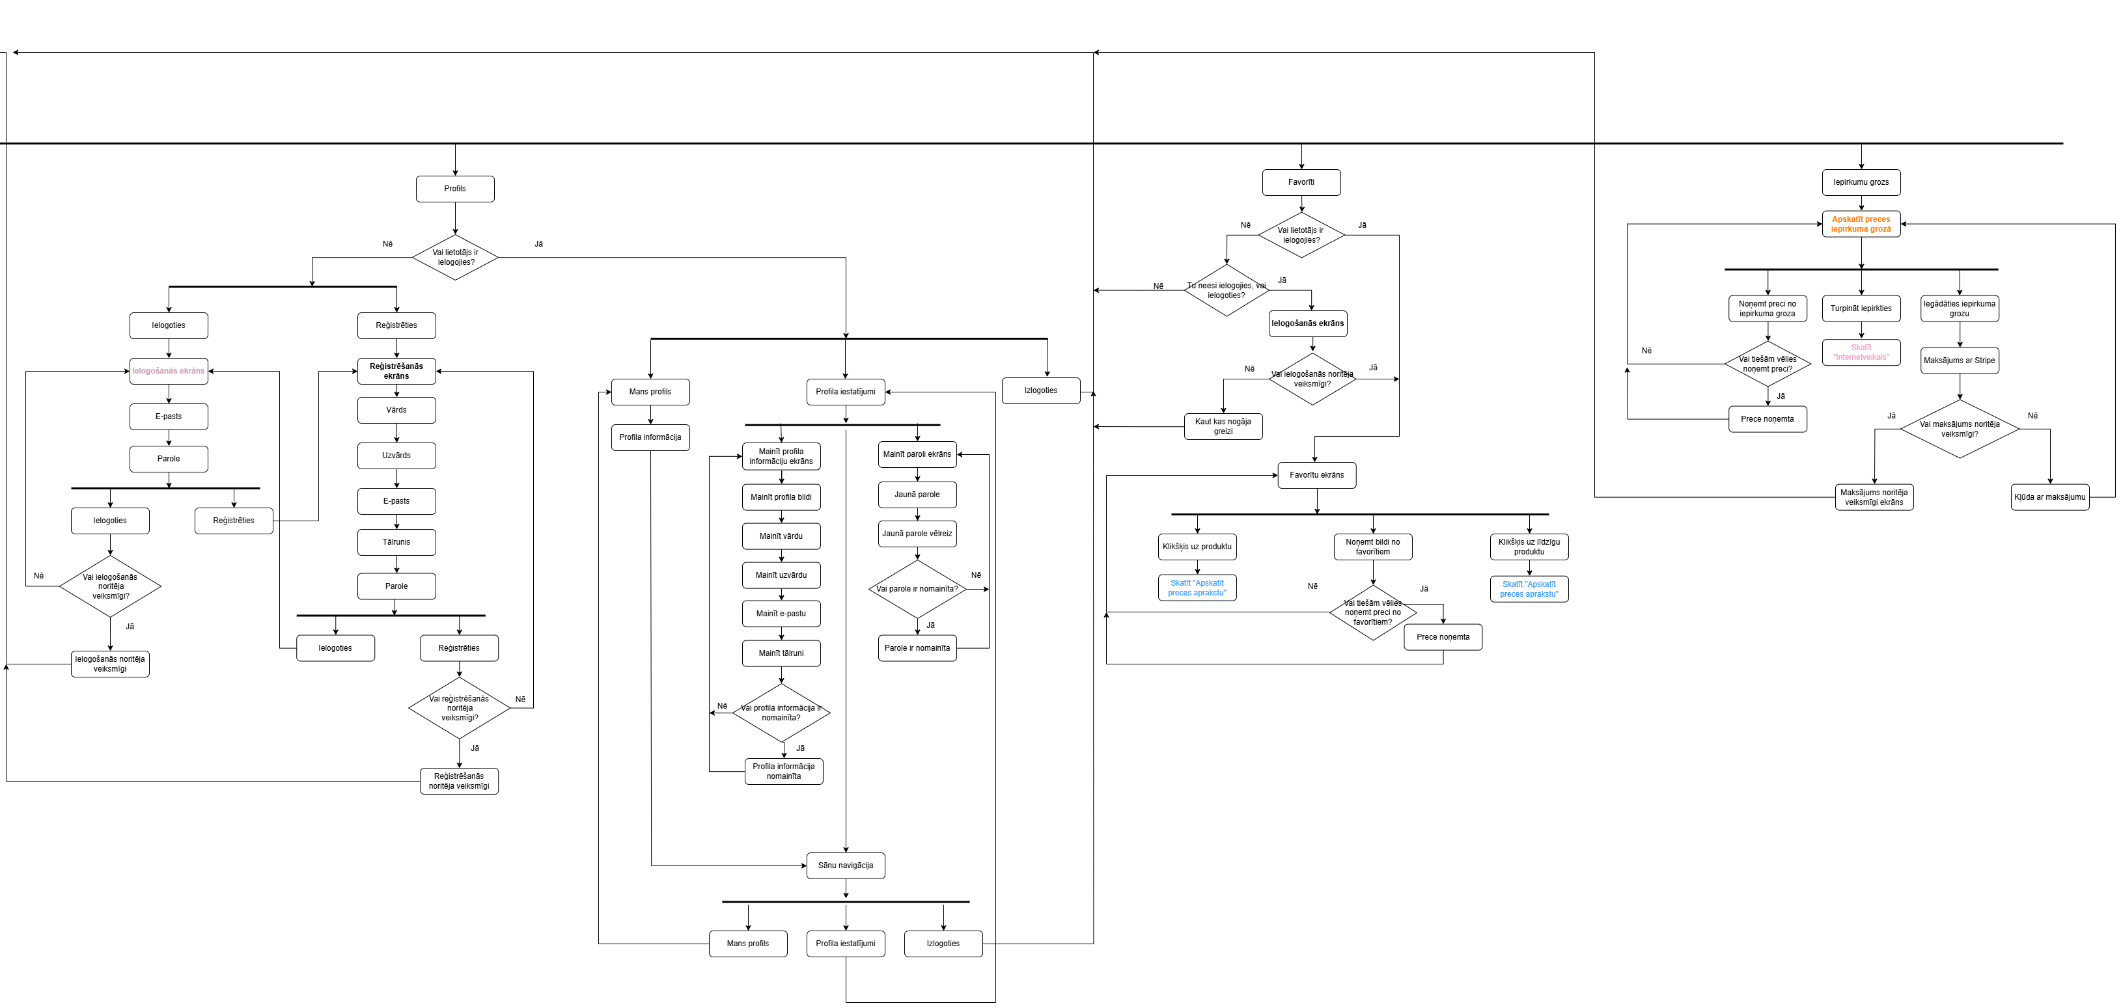 Profils
Vai lietotājs ir
ielogojies?
Nē
Jā
Ielogoties
Reģistrēties
Ielogošanās ekrāns
E-pasts
Parole
Ielogoties
Reģistrēties
Vai ielogošanās
noritēja
veiksmīgi?
Nē
Jā
Ielogošanās noritēja
veiksmīgi
Reģistrēšanās
ekrāns
Vārds
Uzvārds
E-pasts
Tālrunis
Parole
Ielogoties
Reģistrēties
Vai reģistrēšanās
noritēja
veiksmīgi?
Nē
Jā
Reģistrēšanās
noritēja veiksmīgi
Mans profils
Profila informācija
Profila iestatījumi
Izlogoties
Mainīt profila
informāciju ekrāns
Mainīt profila bildi
Mainīt vārdu
Mainīt uzvārdu
Mainīt e-pastu
Mainīt tālruni
Vai profila informācija ir
nomainīta?
Nē
Jā
Profila informācija
nomainīta
Mainīt paroli ekrāns
Jaunā parole
Jaunā parole vēlreiz
Vai parole ir nomainīta?
Nē
Jā
Parole ir nomainīta
Sānu navigācija
Mans profils
Profila iestatījumi
Izlogoties
Favorīti
Vai lietotājs ir
ielogojies?
Nē
Jā
Tu neesi ielogojies, vai
ielogoties?
Nē
Jā
Ielogošanās ekrāns
Vai ielogošanās noritēja
veiksmīgi?
Nē
Jā
Kaut kas nogāja
greizi
Favorītu ekrāns
Klikšķis uz produktu
Skatīt "Apskatīt
preces aprakstu"
Noņemt bildi no
favorītiem
Vai tiešām vēlies
noņemt preci no
favorītiem?
Nē
Jā
Prece noņemta
Klikšķis uz līdzīgu
produktu
Skatīt "Apskatīt
preces aprakstu"
Iepirkumu grozs
Apskatīt preces
iepirkuma grozā
Noņemt preci no
iepirkuma groza
Vai tiešām vēlies
noņemt preci?
Nē
Jā
Prece noņemta
Turpināt iepirkties
Skatīt
"Internetveikals"
Iegādāties iepirkuma
grozu
Maksājums ar Stripe
Vai maksājums noritēja
veiksmīgi?
Jā
Nē
Maksājums noritēja
veiksmīgi ekrāns
Kļūda ar maksājumu